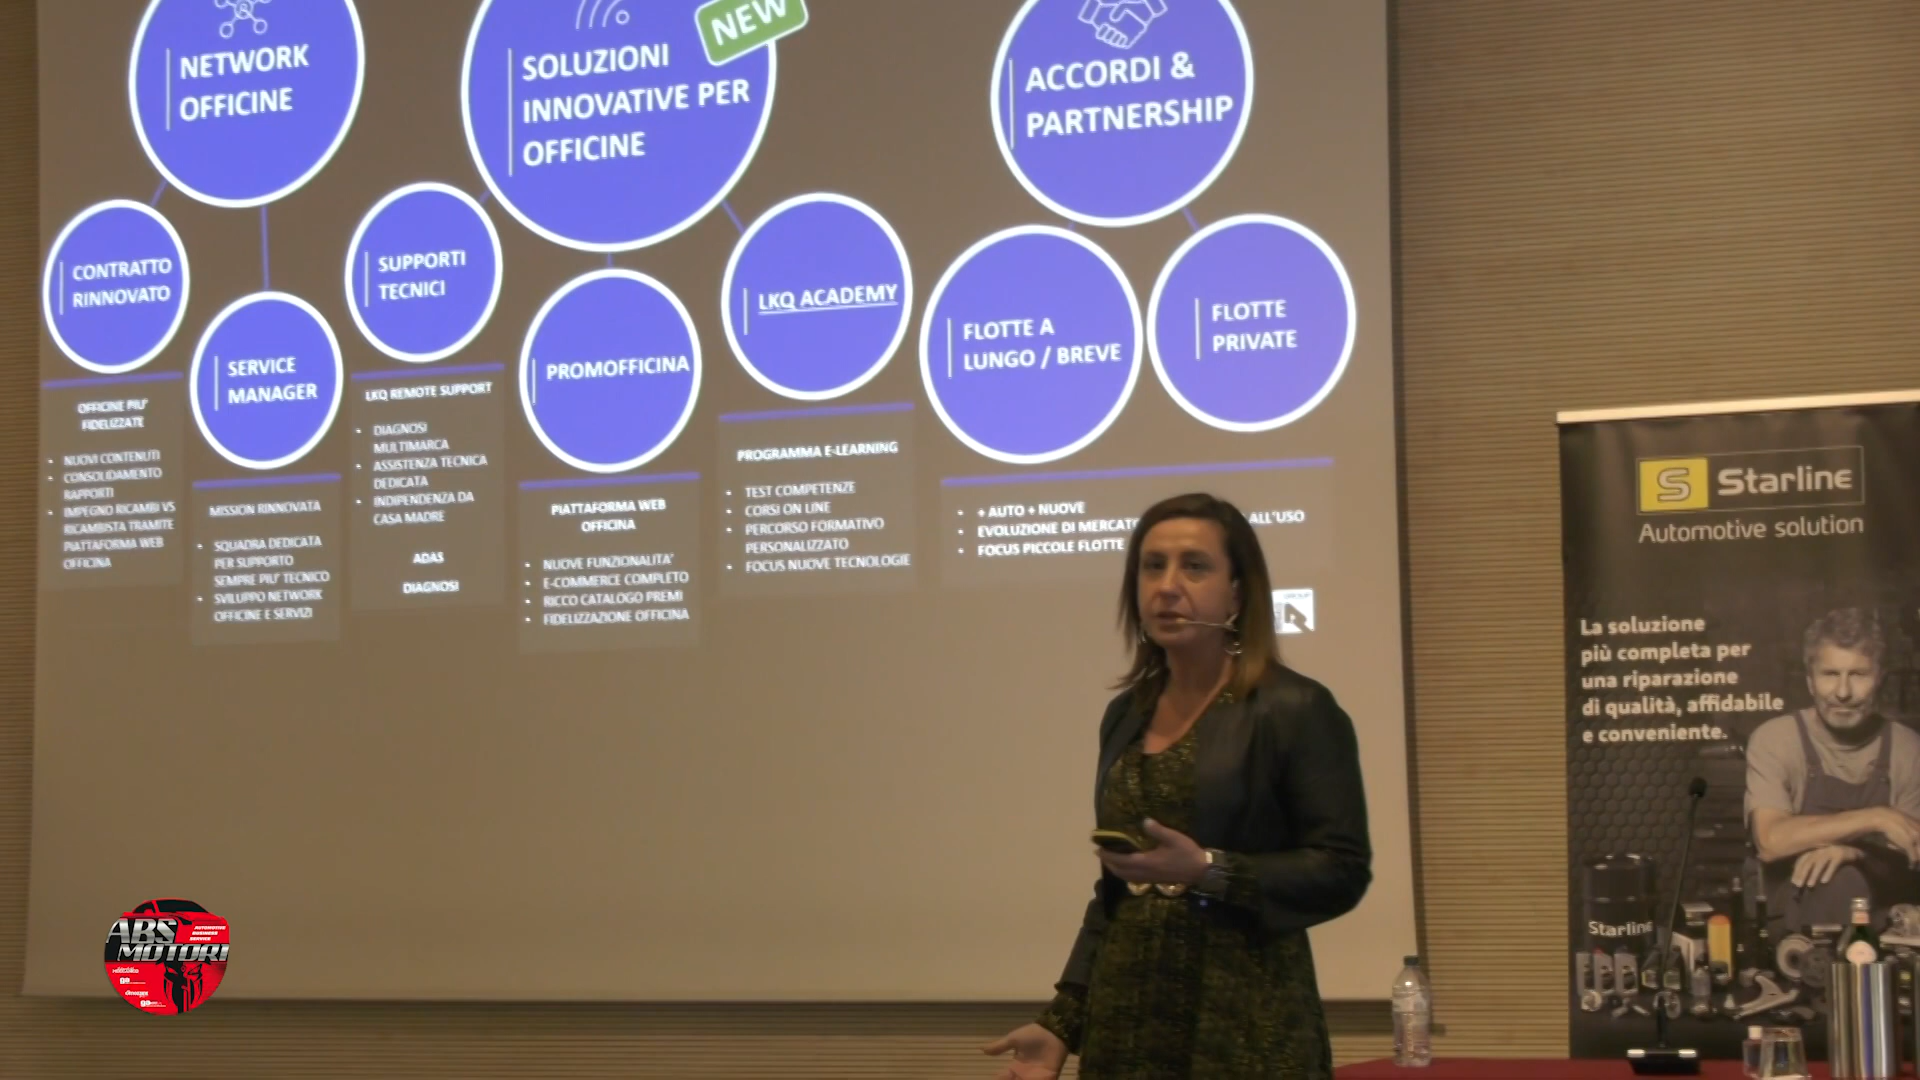 NETWORK
OFFICINE
SOLUZIONI
INNOVATIVE PER
OFFICINE
NEW
ACCORDI &
PARTNERSHIP
CONTRATTO
RINNOVATO
SERVICE
MANAGER
SUPPORTI
TECNICI
PROMOFFICINA
LKQ ACADEMY
FLOTTE A
LUNGO / BREVE
FLOTTE
PRIVATE
OFFICINE PIU'
FIDELIZZATE
• NUOVI CONTENUTI
• CONSOLIDAMENTO
RAPPORTI
• IMPEGNO RICAMBI VS
RICAMBISTA TRAMITE
PIATTAFORMA WEB
OFFICINA
MISSION RINNOVATA
• SQUADRA DEDICATA
PER SUPPORTO
SEMPRE PIU' TECNICO
• SVILUPPO NETWORK
OFFICINE E SERVIZI
LKQ REMOTE SUPPORT
• DIAGNOSI
MULTIMARCA
• ASSISTENZA TECNICA
DEDICATA
• INDIPENDENZA DA
CASA MADRE
ADAS
DIAGNOSI
PIATTAFORMA WEB
OFFICINA
• NUOVE FUNZIONALITA'
• E-COMMERCE COMPLETO
• RICCO CATALOGO PREMI
• FIDELIZZAZIONE OFFICINA
PROGRAMMA E-LEARNING
• TEST COMPETENZE
• CORSI ON LINE
• PERCORSO FORMATIVO
PERSONALIZZATO
• FOCUS NUOVE TECNOLOGIE
• + AUTO + NUOVE
• EVOLUZIONE DI MERCATO ALL'USO
• FOCUS PICCOLE FLOTTE
S Starline
Automotive solution
La soluzione
più completa per
una riparazione
di qualità, affidabile
e conveniente.
Starline
ABS
MOTORI
AUTOMOTIVE
BUSINESS
SERVICE